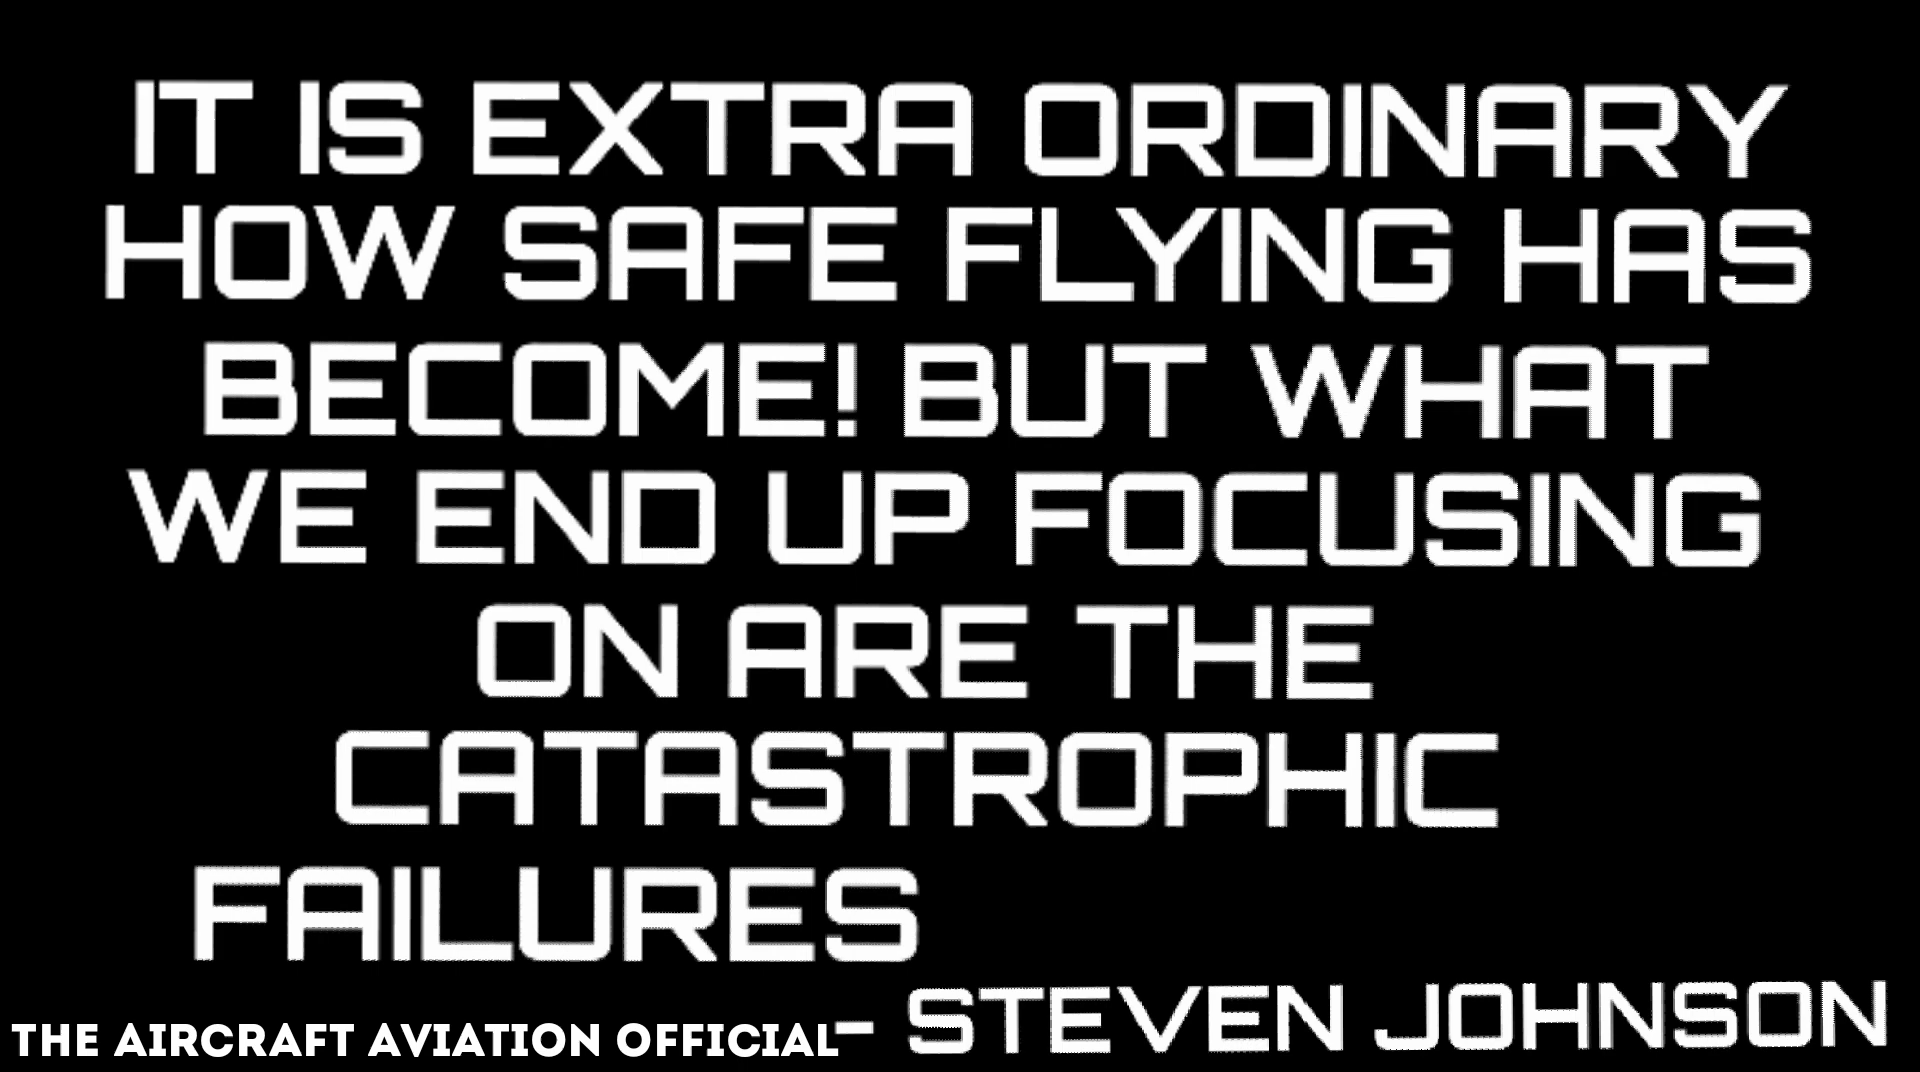 IT IS EXTRA ORDINARY
HOW SAFE FLYING HAS
BECOME! BUT WHAT
WE END UP FOCUSING
ON ARE THE
CATASTROPHIC
FAILURES
- STEVEN JOHNSON
THE AIRCRAFT AVIATION OFFICIAL